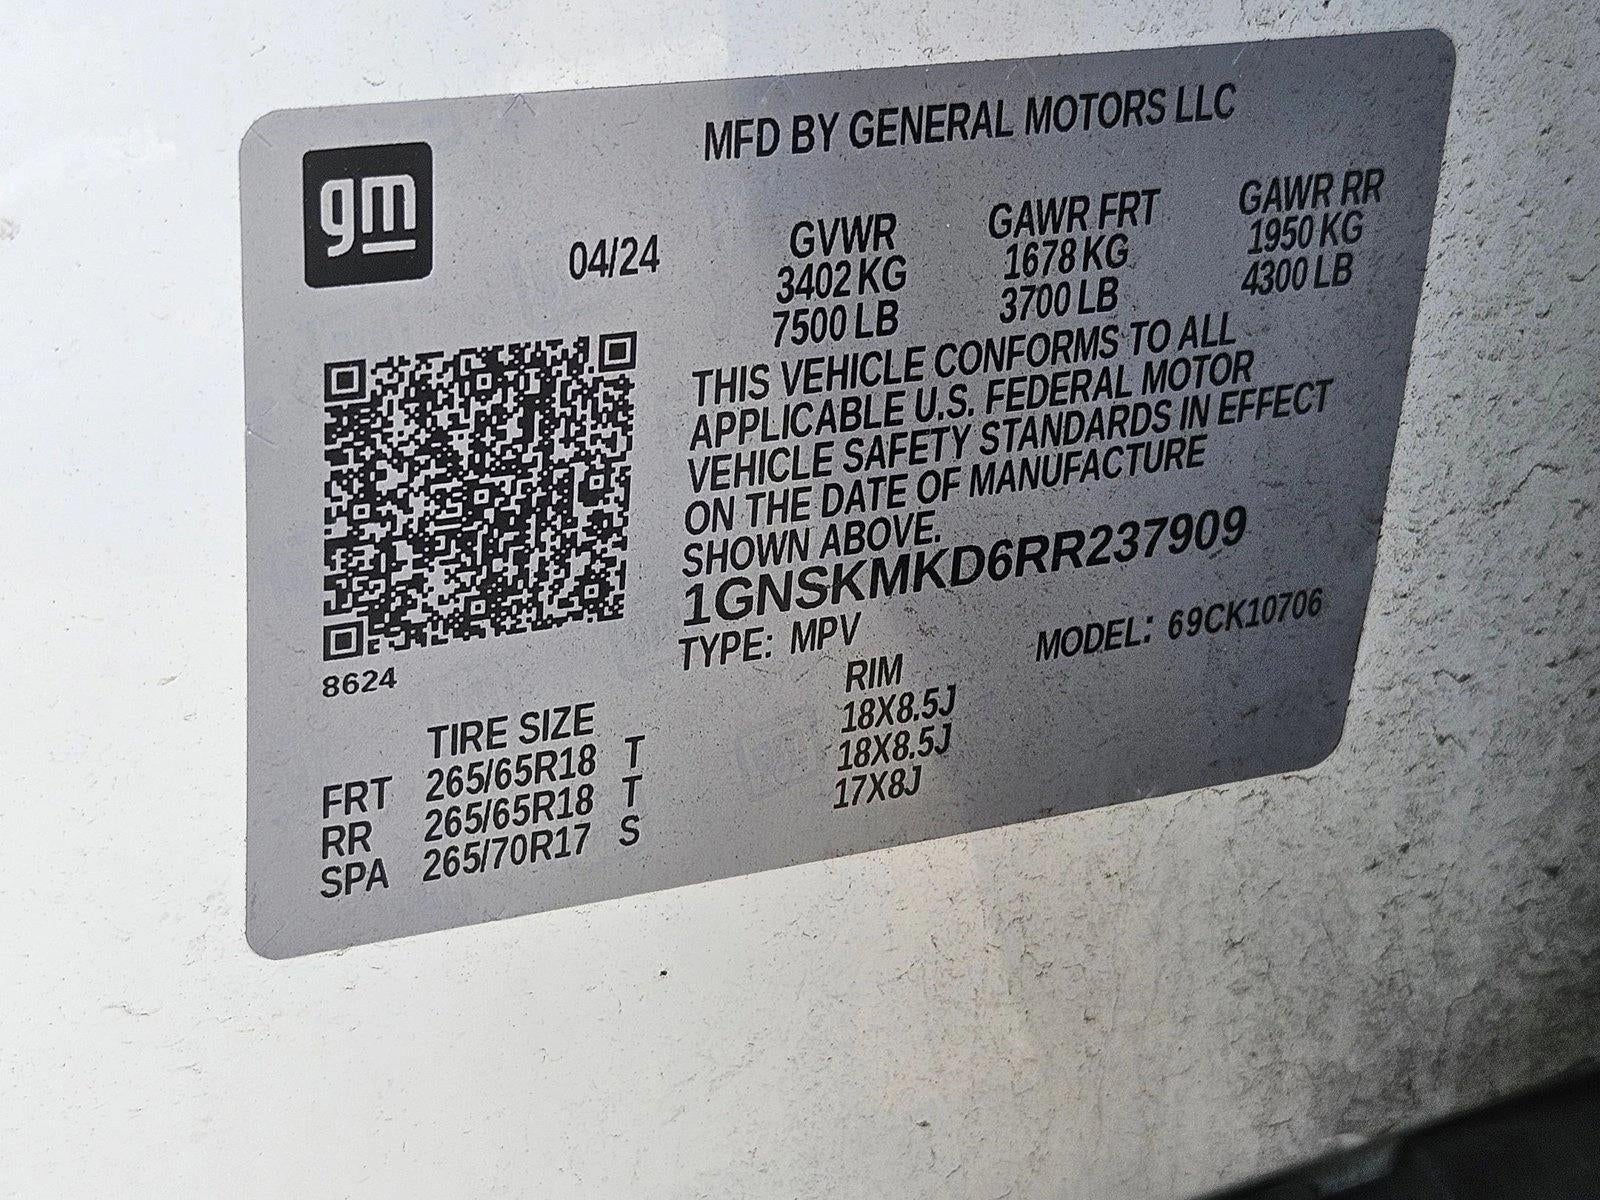 gm
MFD BY GENERAL MOTORS LLC
04/24
GVWR GAWR FRT GAWR RR
3402 KG 1678 KG 1950 KG
7500 LB 3700 LB 4300 LB
THIS VEHICLE CONFORMS TO ALL
APPLICABLE U.S. FEDERAL MOTOR
VEHICLE SAFETY STANDARDS IN EFFECT
ON THE DATE OF MANUFACTURE
SHOWN ABOVE.
1GNSKMKD6RR237909
TYPE: MPV MODEL: 69CK10706
8624
TIRE SIZE RIM
FRT 265/65R18 T 18X8.5J
RR 265/65R18 T 18X8.5J
SPA 265/70R17 S 17X8J